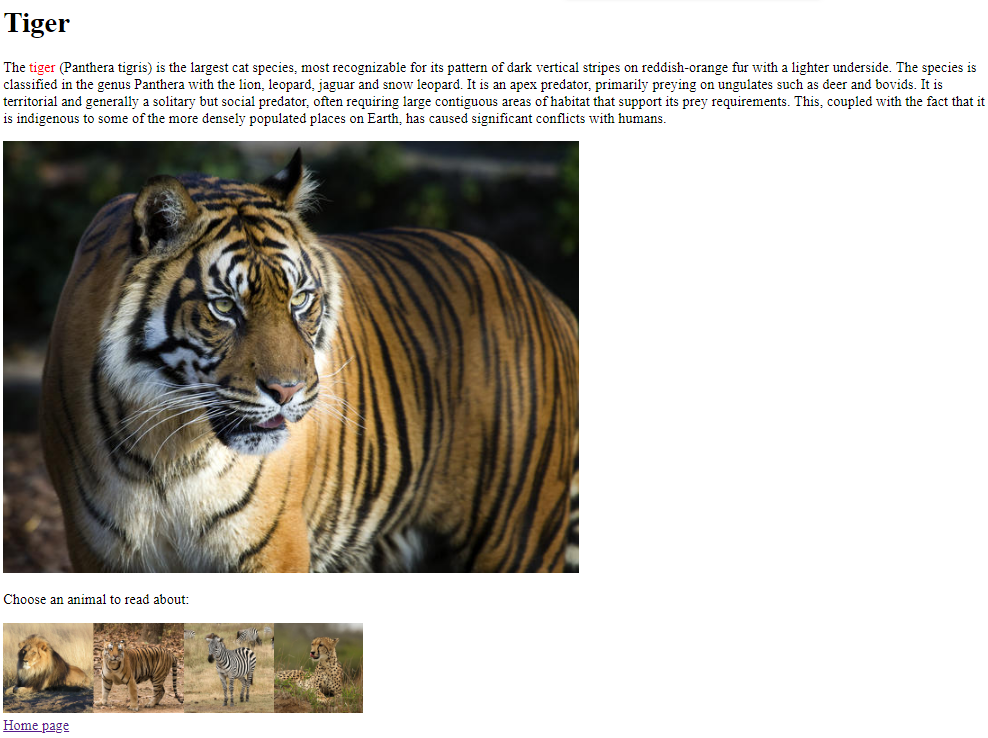 Tiger
The tiger (Panthera tigris) is the largest cat species, most recognizable for its pattern of dark vertical stripes on reddish-orange fur with a lighter underside. The species is
classified in the genus Panthera with the lion, leopard, jaguar and snow leopard. It is an apex predator, primarily preying on ungulates such as deer and bovids. It is
territorial and generally a solitary but social predator, often requiring large contiguous areas of habitat that support its prey requirements. This, coupled with the fact that it
is indigenous to some of the more densely populated places on Earth, has caused significant conflicts with humans.
Choose an animal to read about:
Home page